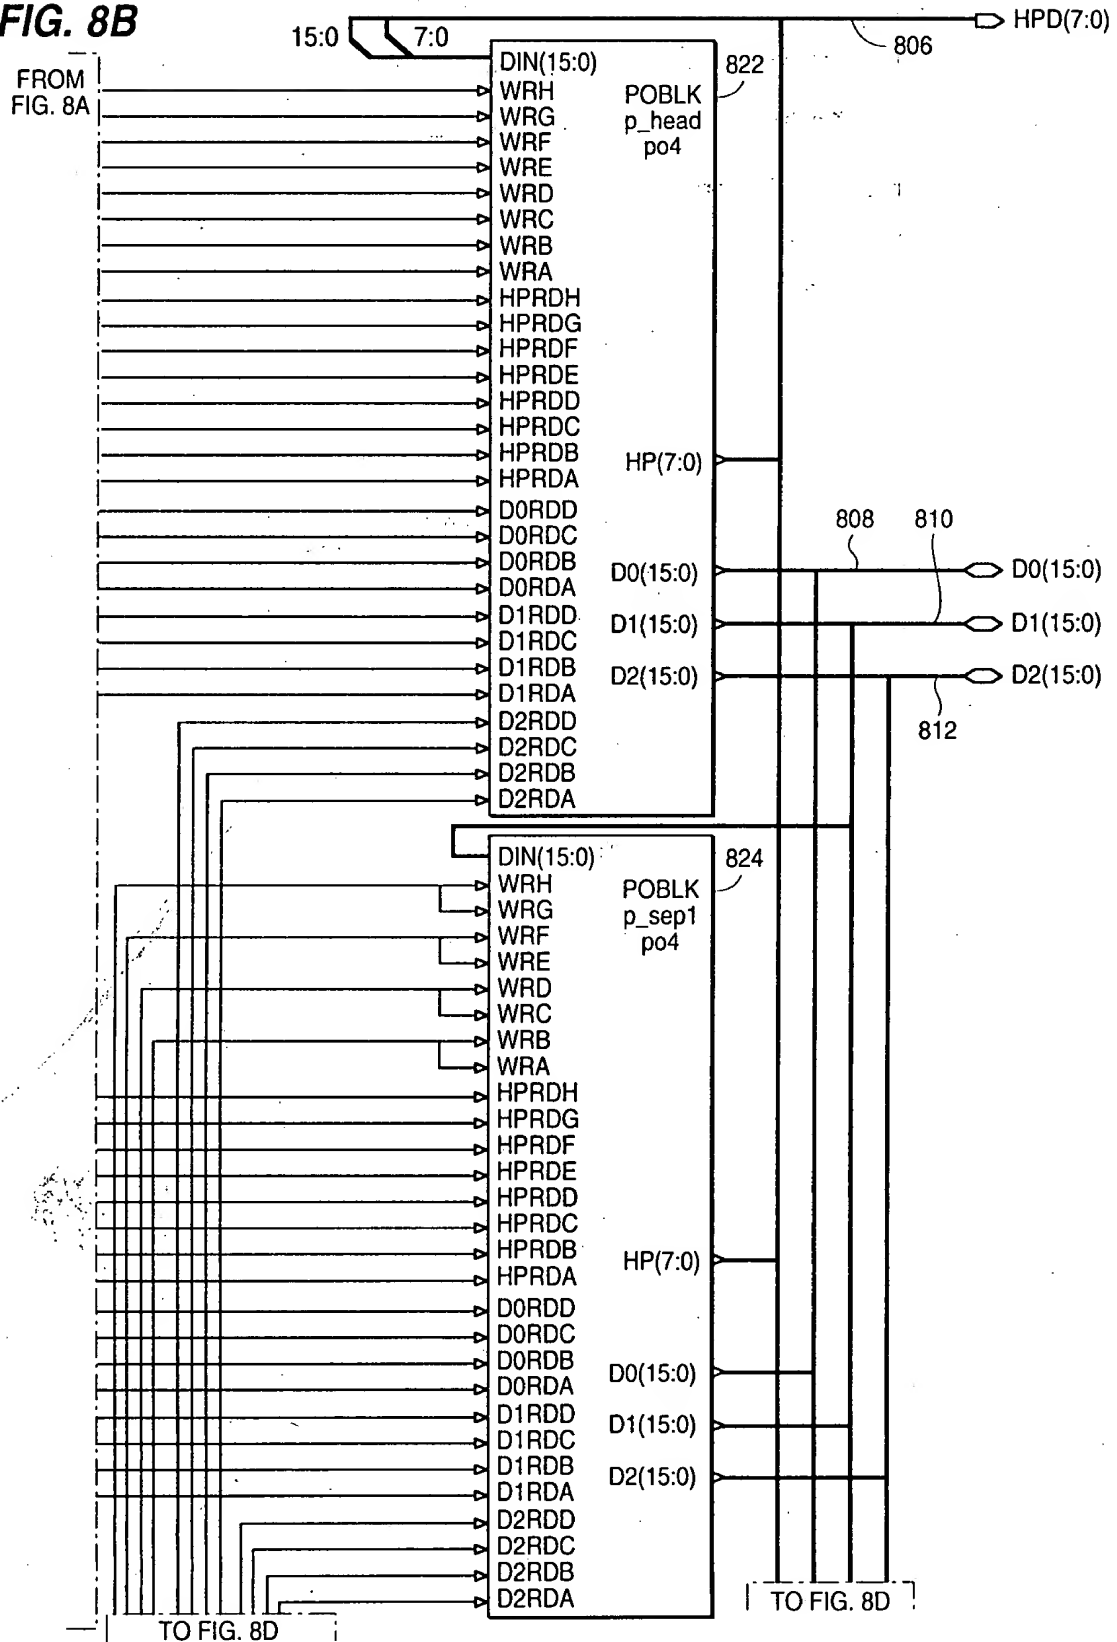 FIG. 8B
15:0
7:0
HPD(7:0)
806
FROM
FIG. 8A
DIN(15:0)
WRH
WRG
WRF
WRE
WRD
WRC
WRB
WRA
HPRDH
HPRDG
HPRDF
HPRDE
HPRDD
HPRDC
HPRDB
HPRDA
D0RDD
D0RDC
D0RDB
D0RDA
D1RDD
D1RDC
D1RDB
D1RDA
D2RDD
D2RDC
D2RDB
D2RDA
POBLK
p_head
po4
822
HP(7:0)
D0(15:0)
D1(15:0)
D2(15:0)
808
810
D0(15:0)
D1(15:0)
D2(15:0)
812
DIN(15:0)
WRH
WRG
WRF
WRE
WRD
WRC
WRB
WRA
HPRDH
HPRDG
HPRDF
HPRDE
HPRDD
HPRDC
HPRDB
HPRDA
D0RDD
D0RDC
D0RDB
D0RDA
D1RDD
D1RDC
D1RDB
D1RDA
D2RDD
D2RDC
D2RDB
D2RDA
POBLK
p_sep1
po4
824
HP(7:0)
D0(15:0)
D1(15:0)
D2(15:0)
TO FIG. 8D
TO FIG. 8D